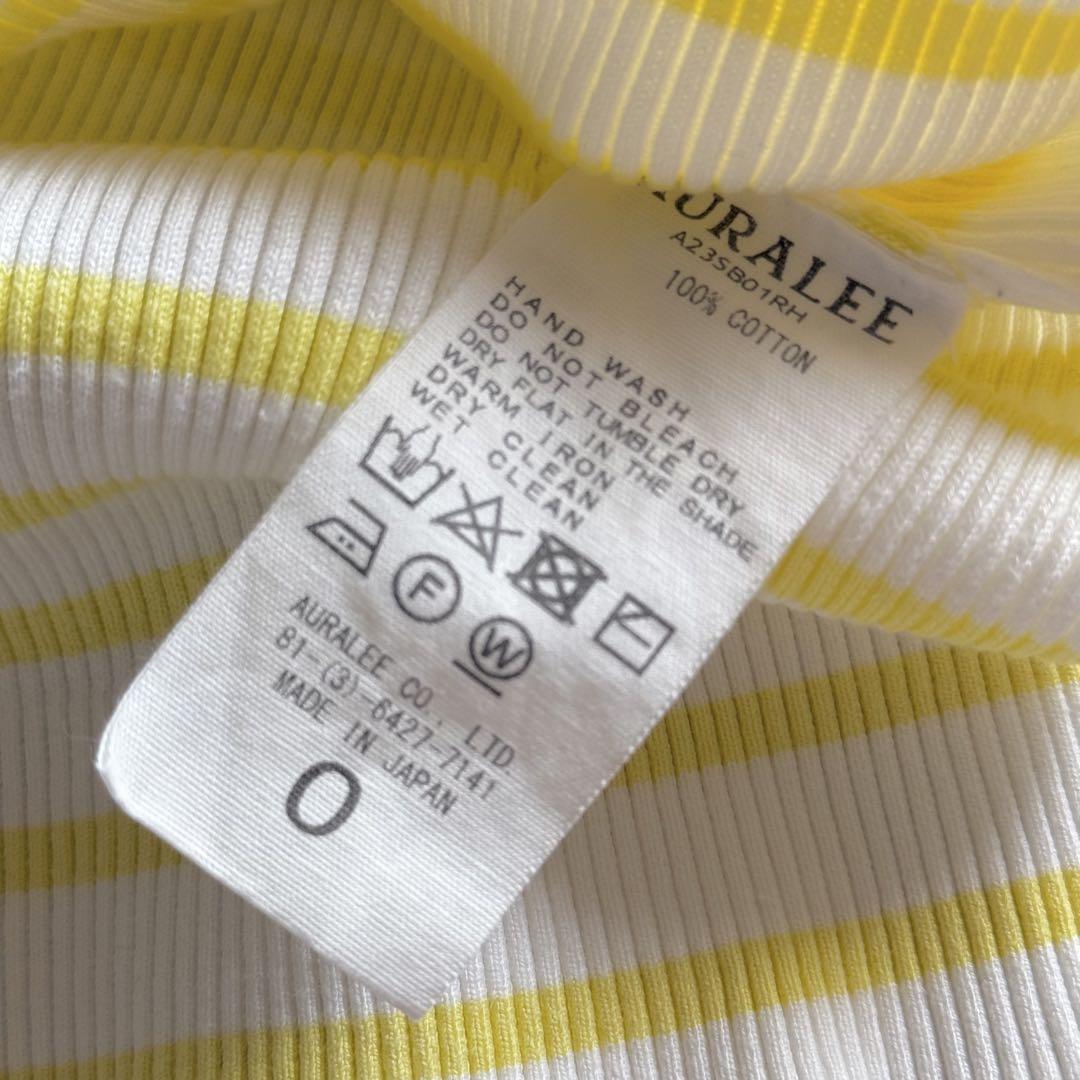 AURALEE
A23SB01RH
100% COTTON
HAND WASH
DO NOT BLEACH
DO NOT TUMBLE DRY
DRY FLAT IN THE SHADE
WARM IRON
DRY CLEAN
WET CLEAN
F
W
AURALEE CO., LTD.
81-(3)-6427-7141
MADE IN JAPAN
0